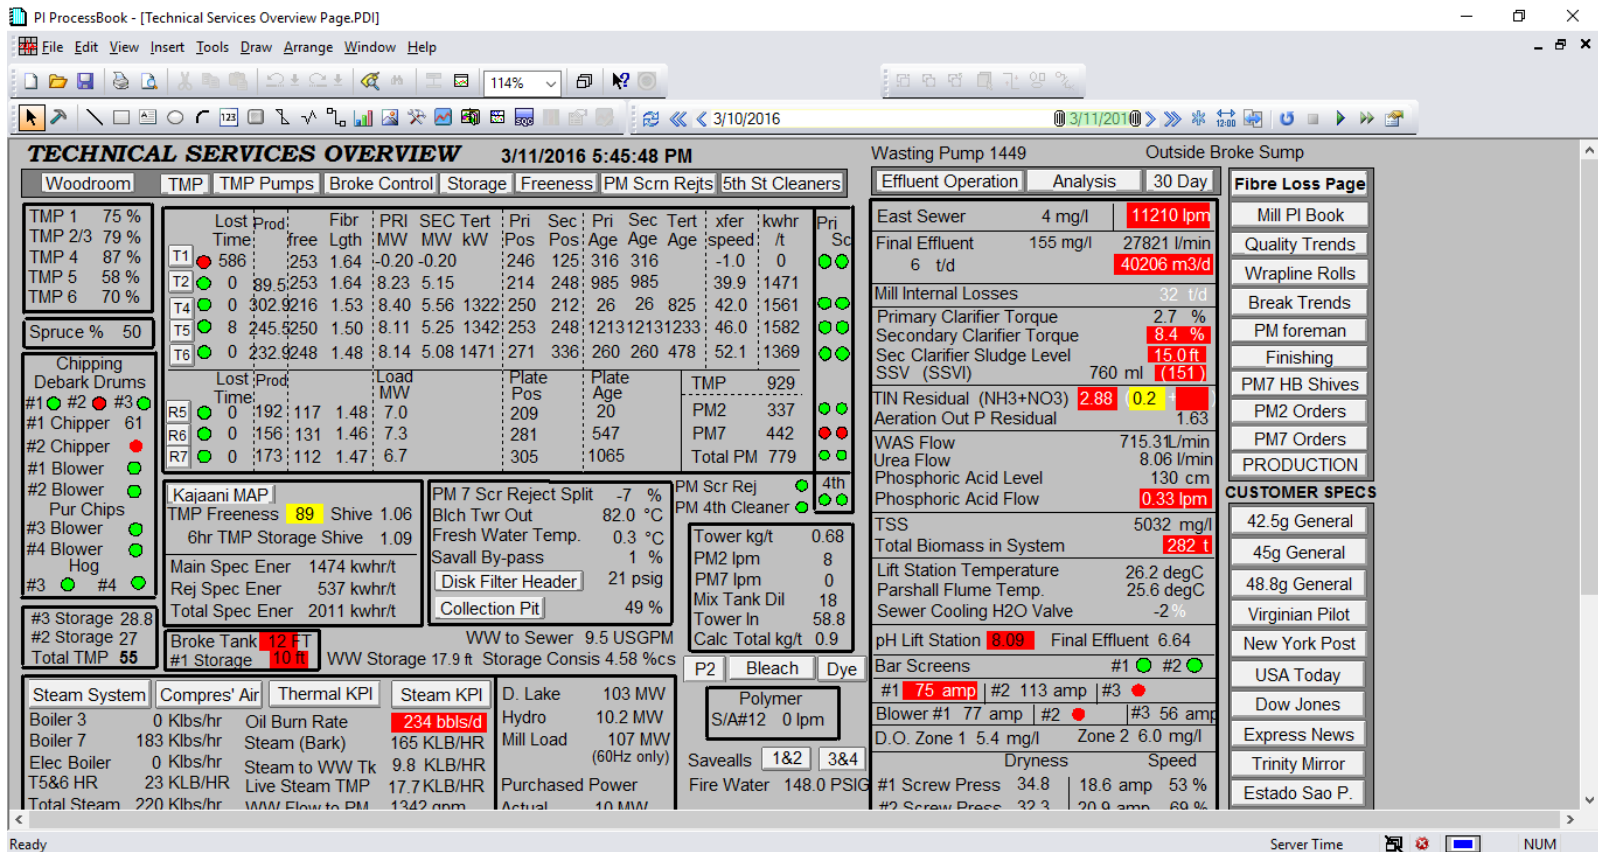 PI ProcessBook - [Technical Services Overview Page.PDI]
File Edit View Insert Tools Draw Arrange Window Help
114%
123 SQC 3/10/2016 3/11/201 12:00
TECHNICAL SERVICES OVERVIEW 3/11/2016 5:45:48 PM
Woodroom TMP TMP Pumps Broke Control Storage Freeness PM Scrn Rejts 5th St Cleaners
TMP 1 75 %
TMP 2/3 79 %
TMP 4 87 %
TMP 5 58 %
TMP 6 70 %
Spruce % 50
Chipping
Debark Drums
#1 #2 #3
#1 Chipper 61
#2 Chipper
#1 Blower
#2 Blower
Pur Chips
#3 Blower
#4 Blower
Hog
#3 #4
#3 Storage 28.8
#2 Storage 27
Total TMP 55
Lost Prod Fibr PRI SEC Tert Pri Sec Pri Sec Tert xfer kwhr Pri
Time free Lgth MW MW kW Pos Pos Age Age Age speed /t Sc
T1 586 253 1.64 -0.20 -0.20 246 125 316 316 -1.0 0
T2 0 89.5 253 1.64 8.23 5.15 214 248 985 985 39.9 1471
T4 0 302.9 216 1.53 8.40 5.56 1322 250 212 26 26 825 42.0 1561
T5 8 245.5 250 1.50 8.11 5.25 1342 253 248 1213 1213 1233 46.0 1582
T6 0 232.9 248 1.48 8.14 5.08 1471 271 336 260 260 478 52.1 1369
Lost Prod Load Plate Plate
Time MW Pos Age
R5 0 192 117 1.48 7.0 209 20
R6 0 156 131 1.46 7.3 281 547
R7 0 173 112 1.47 6.7 305 1065
TMP 929
PM2 337
PM7 442
Total PM 779
4th
Kajaani MAP
TMP Freeness 89 Shive 1.06
6hr TMP Storage Shive 1.09
Main Spec Ener 1474 kwhr/t
Rej Spec Ener 537 kwhr/t
Total Spec Ener 2011 kwhr/t
PM 7 Scr Reject Split -7 %
Blch Twr Out 82.0 °C
Fresh Water Temp. 0.3 °C
Savall By-pass 1 %
Disk Filter Header 21 psig
Collection Pit 49 %
PM Scr Rej
PM 4th Cleaner
Tower kg/t 0.68
PM2 lpm 8
PM7 lpm 0
Mix Tank Dil 18
Tower In 58.8
Calc Total kg/t 0.9
Broke Tank 12 FT
#1 Storage 10 ft
WW to Sewer 9.5 USGPM
WW Storage 17.9 ft Storage Consis 4.58 %cs
P2 Bleach Dye
Polymer
S/A#12 0 lpm
Savealls 1&2 3&4
Fire Water 148.0 PSIG
Steam System Compres' Air Thermal KPI Steam KPI
Boiler 3 0 Klbs/hr Oil Burn Rate 234 bbls/d
Boiler 7 183 Klbs/hr Steam (Bark) 165 KLB/HR
Elec Boiler 0 Klbs/hr Steam to WW Tk 9.8 KLB/HR
T5&6 HR 23 KLB/HR Live Steam TMP 17.7 KLB/HR
Total Steam 220 Klbs/hr WW Flow to PM 1342 gpm
D. Lake 103 MW
Hydro 10.2 MW
Mill Load 107 MW
(60Hz only)
Purchased Power
Actual 10 MW
Wasting Pump 1449 Outside Broke Sump
Effluent Operation Analysis 30 Day
East Sewer 4 mg/l 11210 lpm
Final Effluent 155 mg/l 27821 l/min
6 t/d 40206 m3/d
Mill Internal Losses 32 t/d
Primary Clarifier Torque 2.7 %
Secondary Clarifier Torque 8.4 %
Sec Clarifier Sludge Level 15.0 ft
SSV (SSVI) 760 ml (151 )
TIN Residual (NH3+NO3) 2.88 ( 0.2 + )
Aeration Out P Residual 1.63
WAS Flow 715.31L/min
Urea Flow 8.06 l/min
Phosphoric Acid Level 130 cm
Phosphoric Acid Flow 0.33 lpm
TSS 5032 mg/l
Total Biomass in System 282 t
Lift Station Temperature 26.2 degC
Parshall Flume Temp. 25.6 degC
Sewer Cooling H2O Valve -2 %
pH Lift Station 8.09 Final Effluent 6.64
Bar Screens #1 #2
#1 75 amp #2 113 amp #3
Blower #1 77 amp #2 #3 56 amp
D.O. Zone 1 5.4 mg/l Zone 2 6.0 mg/l
Dryness Speed
#1 Screw Press 34.8 18.6 amp 53 %
#2 Screw Press 32.3 20.9 amp 69 %
Fibre Loss Page
Mill PI Book
Quality Trends
Wrapline Rolls
Break Trends
PM foreman
Finishing
PM7 HB Shives
PM2 Orders
PM7 Orders
PRODUCTION
CUSTOMER SPECS
42.5g General
45g General
48.8g General
Virginian Pilot
New York Post
USA Today
Dow Jones
Express News
Trinity Mirror
Estado Sao P.
Ready Server Time NUM